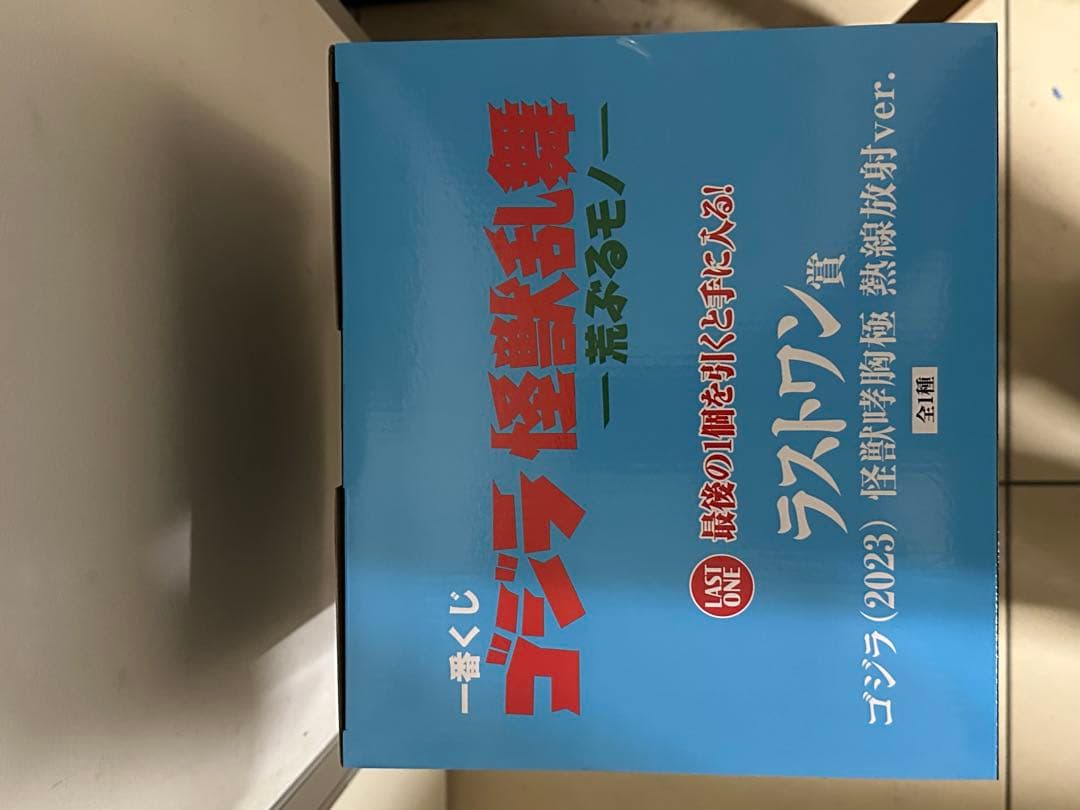 一番くじ
ゴジラ 怪獣乱舞
―荒ぶるモノ―
LAST
ONE
最後の1個を引くと手に入る!
ラストワン賞
ゴジラ(2023) 怪獣咆哮極 熱線放射ver.
全1種